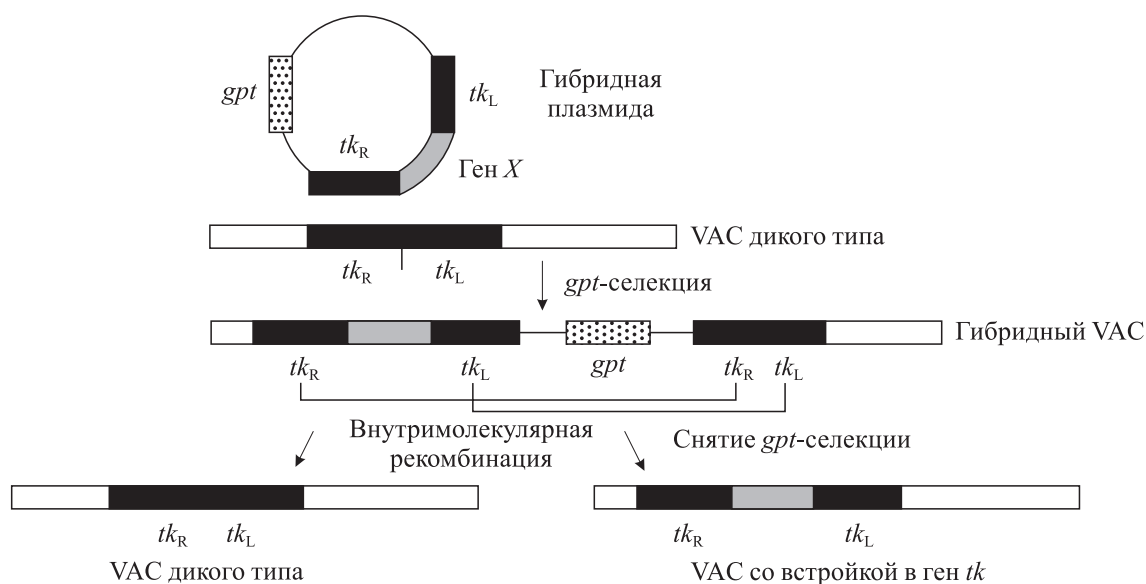 gpt
tkL
Гибридная
плазмида
tkR
Ген X
VAC дикого типа
tkR
tkL
gpt-селекция
Гибридный VAC
tkR
tkL
gpt
tkR
tkL
Внутримолекулярная
рекомбинация
Снятие gpt-селекции
tkR
tkL
tkR
tkL
VAC дикого типа
VAC со встройкой в ген tk